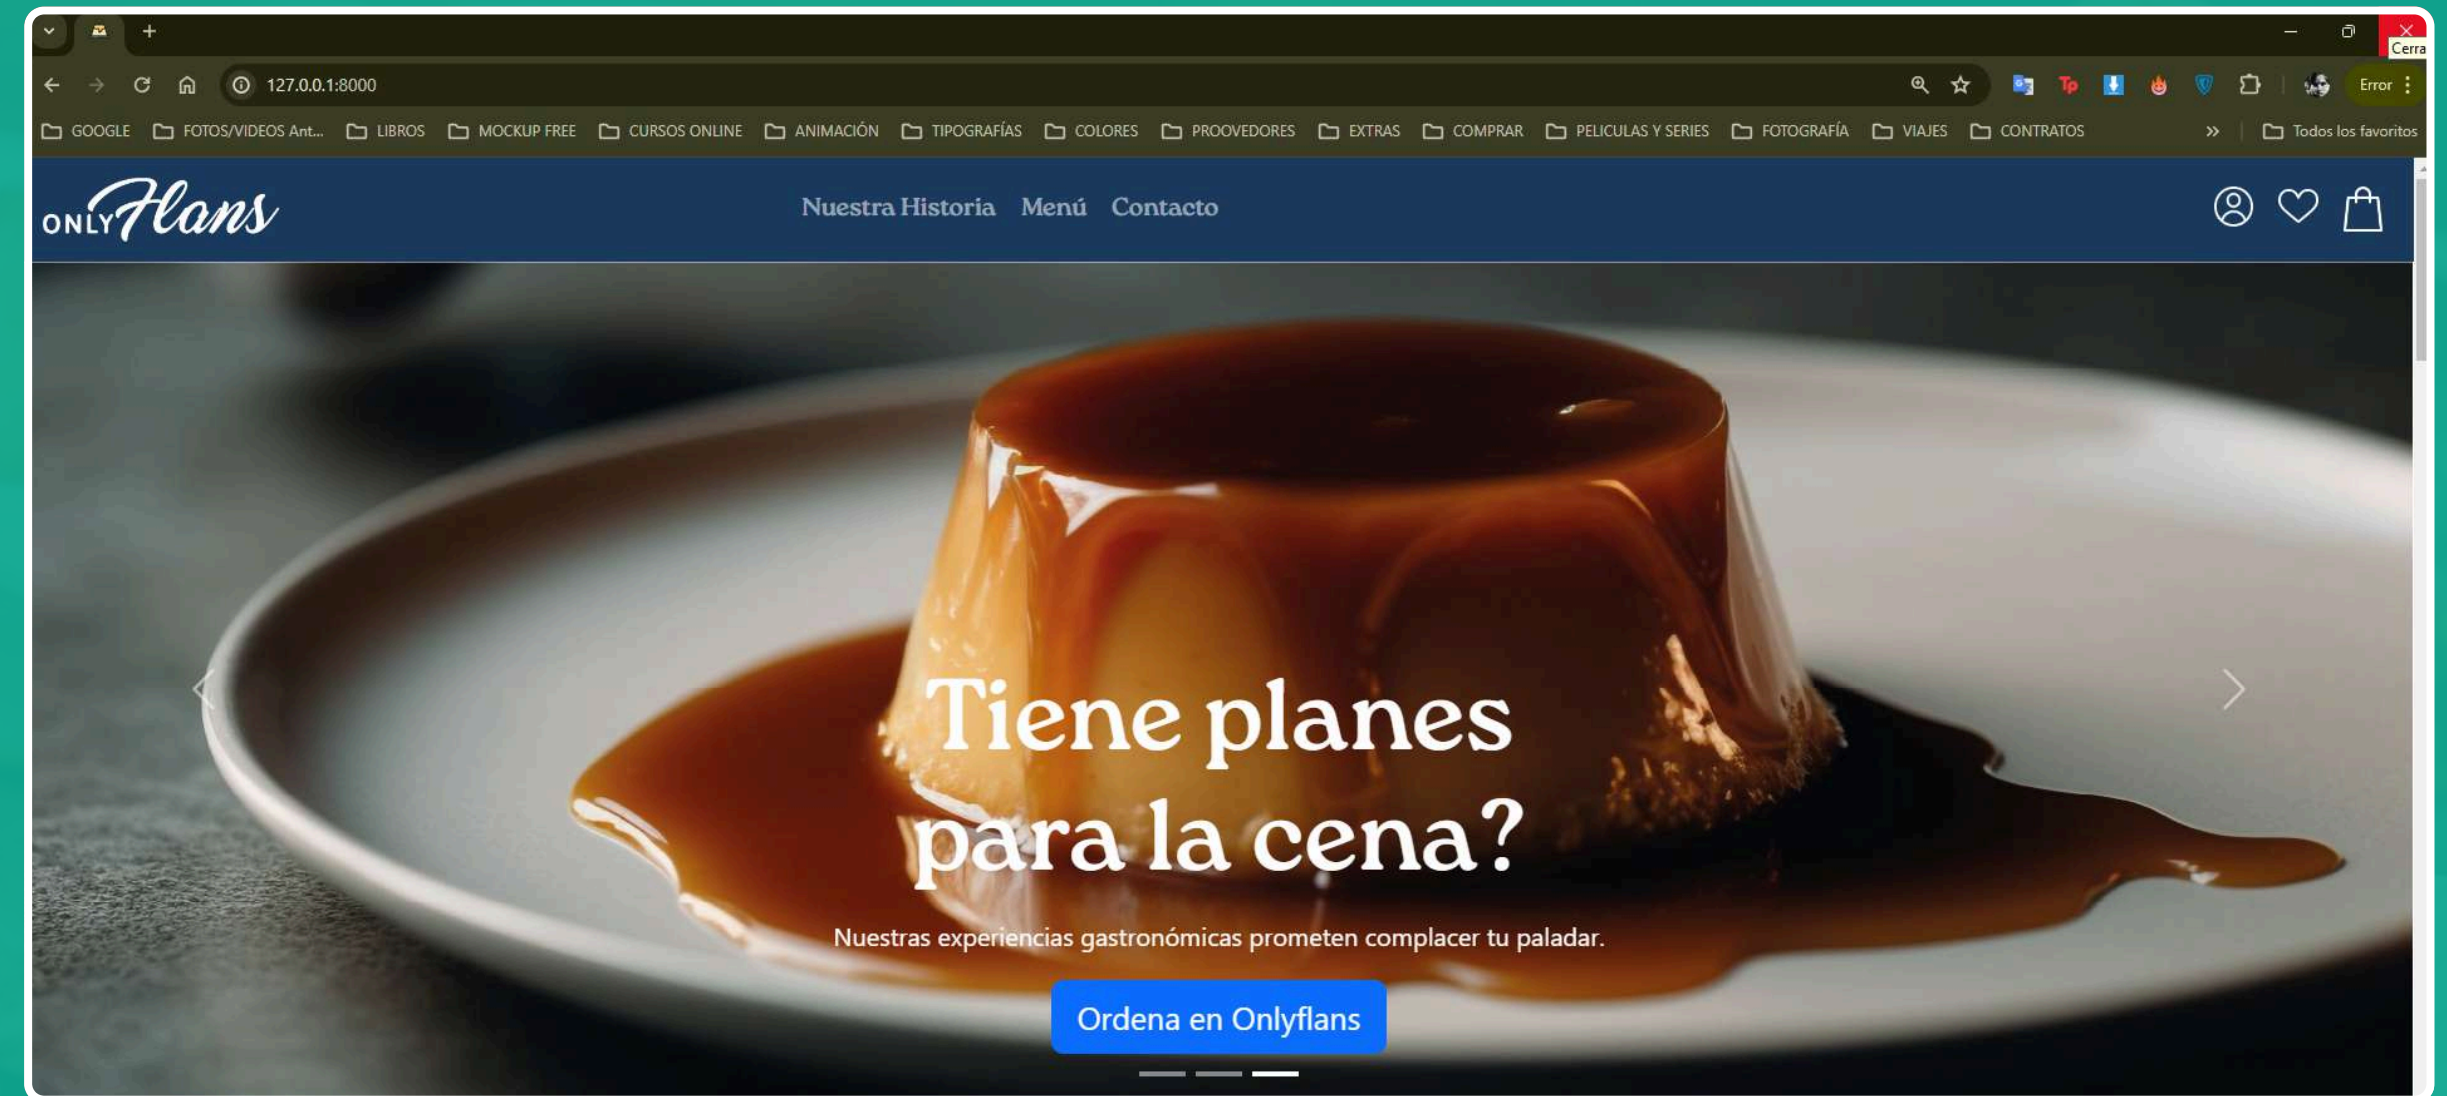 Cerra
127.0.0.1:8000
Tp
Error
GOOGLE FOTOS/VIDEOS Ant... LIBROS MOCKUP FREE CURSOS ONLINE ANIMACIÓN TIPOGRAFÍAS COLORES PROOVEDORES EXTRAS COMPRAR PELICULAS Y SERIES FOTOGRAFÍA VIAJES CONTRATOS » Todos los favoritos
ONLY Flans Nuestra Historia Menú Contacto
Tiene planes
para la cena?
Nuestras experiencias gastronómicas prometen complacer tu paladar.
Ordena en Onlyflans